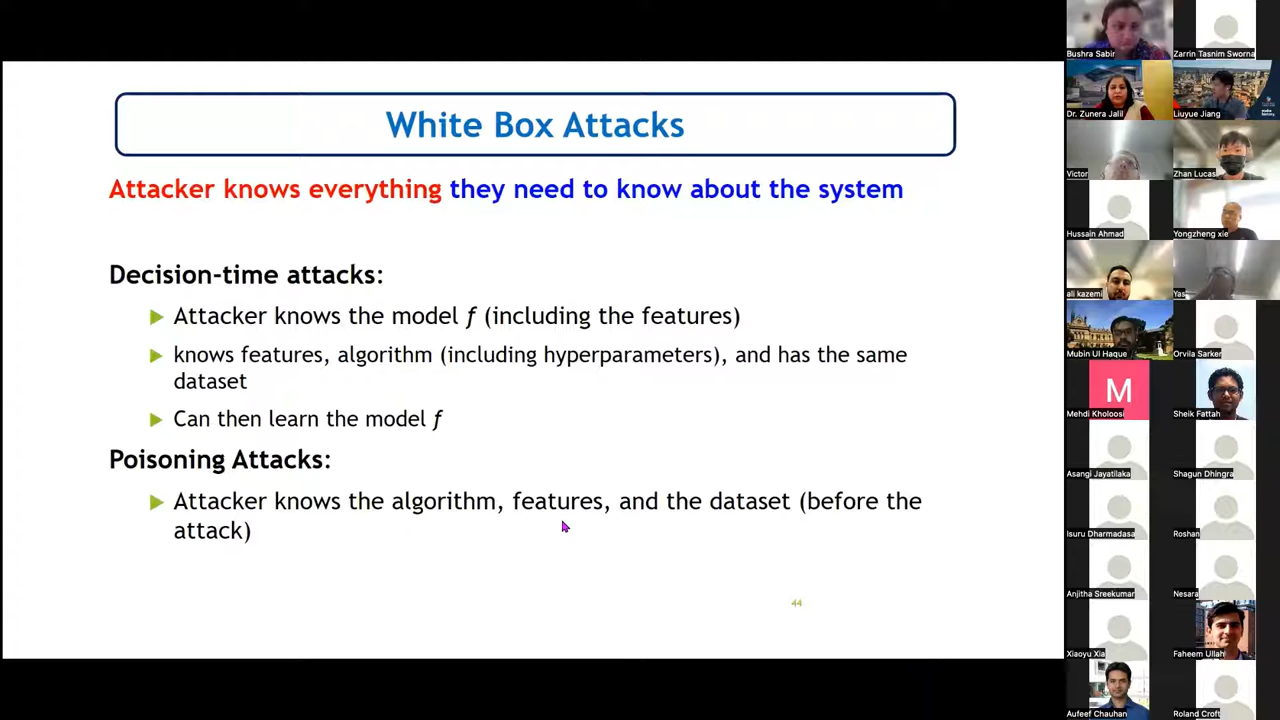 White Box Attacks
Attacker knows everything they need to know about the system
Decision-time attacks:
Attacker knows the model f (including the features)
knows features, algorithm (including hyperparameters), and has the same
dataset
Can then learn the model f
Poisoning Attacks:
Attacker knows the algorithm, features, and the dataset (before the
attack)
44
Bushra Sabir
Zarrin Tasnim Sworna
Dr. Zunera Jalil
Liuyue Jiang
Victor
Zhan Lucas
Hussain Ahmad
Yongzheng xie
ali kazemi
Yas
Mubin Ul Haque
Orvila Sarker
M
Mehdi Kholoosi
Sheik Fattah
Asangi Jayatilaka
Shagun Dhingra
Isuru Dharmadasa
Roshan
Anjitha Sreekumar
Nesara
Xiaoyu Xia
Faheem Ullah
Aufeef Chauhan
Roland Croft